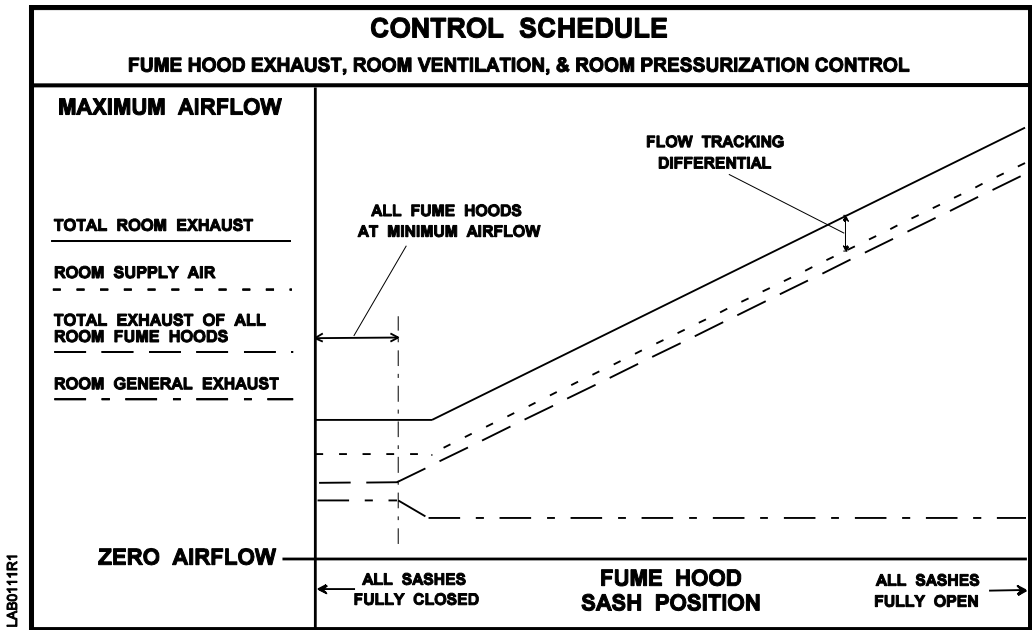 CONTROL SCHEDULE
FUME HOOD EXHAUST, ROOM VENTILATION, & ROOM PRESSURIZATION CONTROL
MAXIMUM AIRFLOW
TOTAL ROOM EXHAUST
ROOM SUPPLY AIR
TOTAL EXHAUST OF ALL
ROOM FUME HOODS
ROOM GENERAL EXHAUST
ZERO AIRFLOW
FLOW TRACKING
DIFFERENTIAL
ALL FUME HOODS
AT MINIMUM AIRFLOW
ALL SASHES
FULLY CLOSED
FUME HOOD
SASH POSITION
ALL SASHES
FULLY OPEN
LAB0111R1